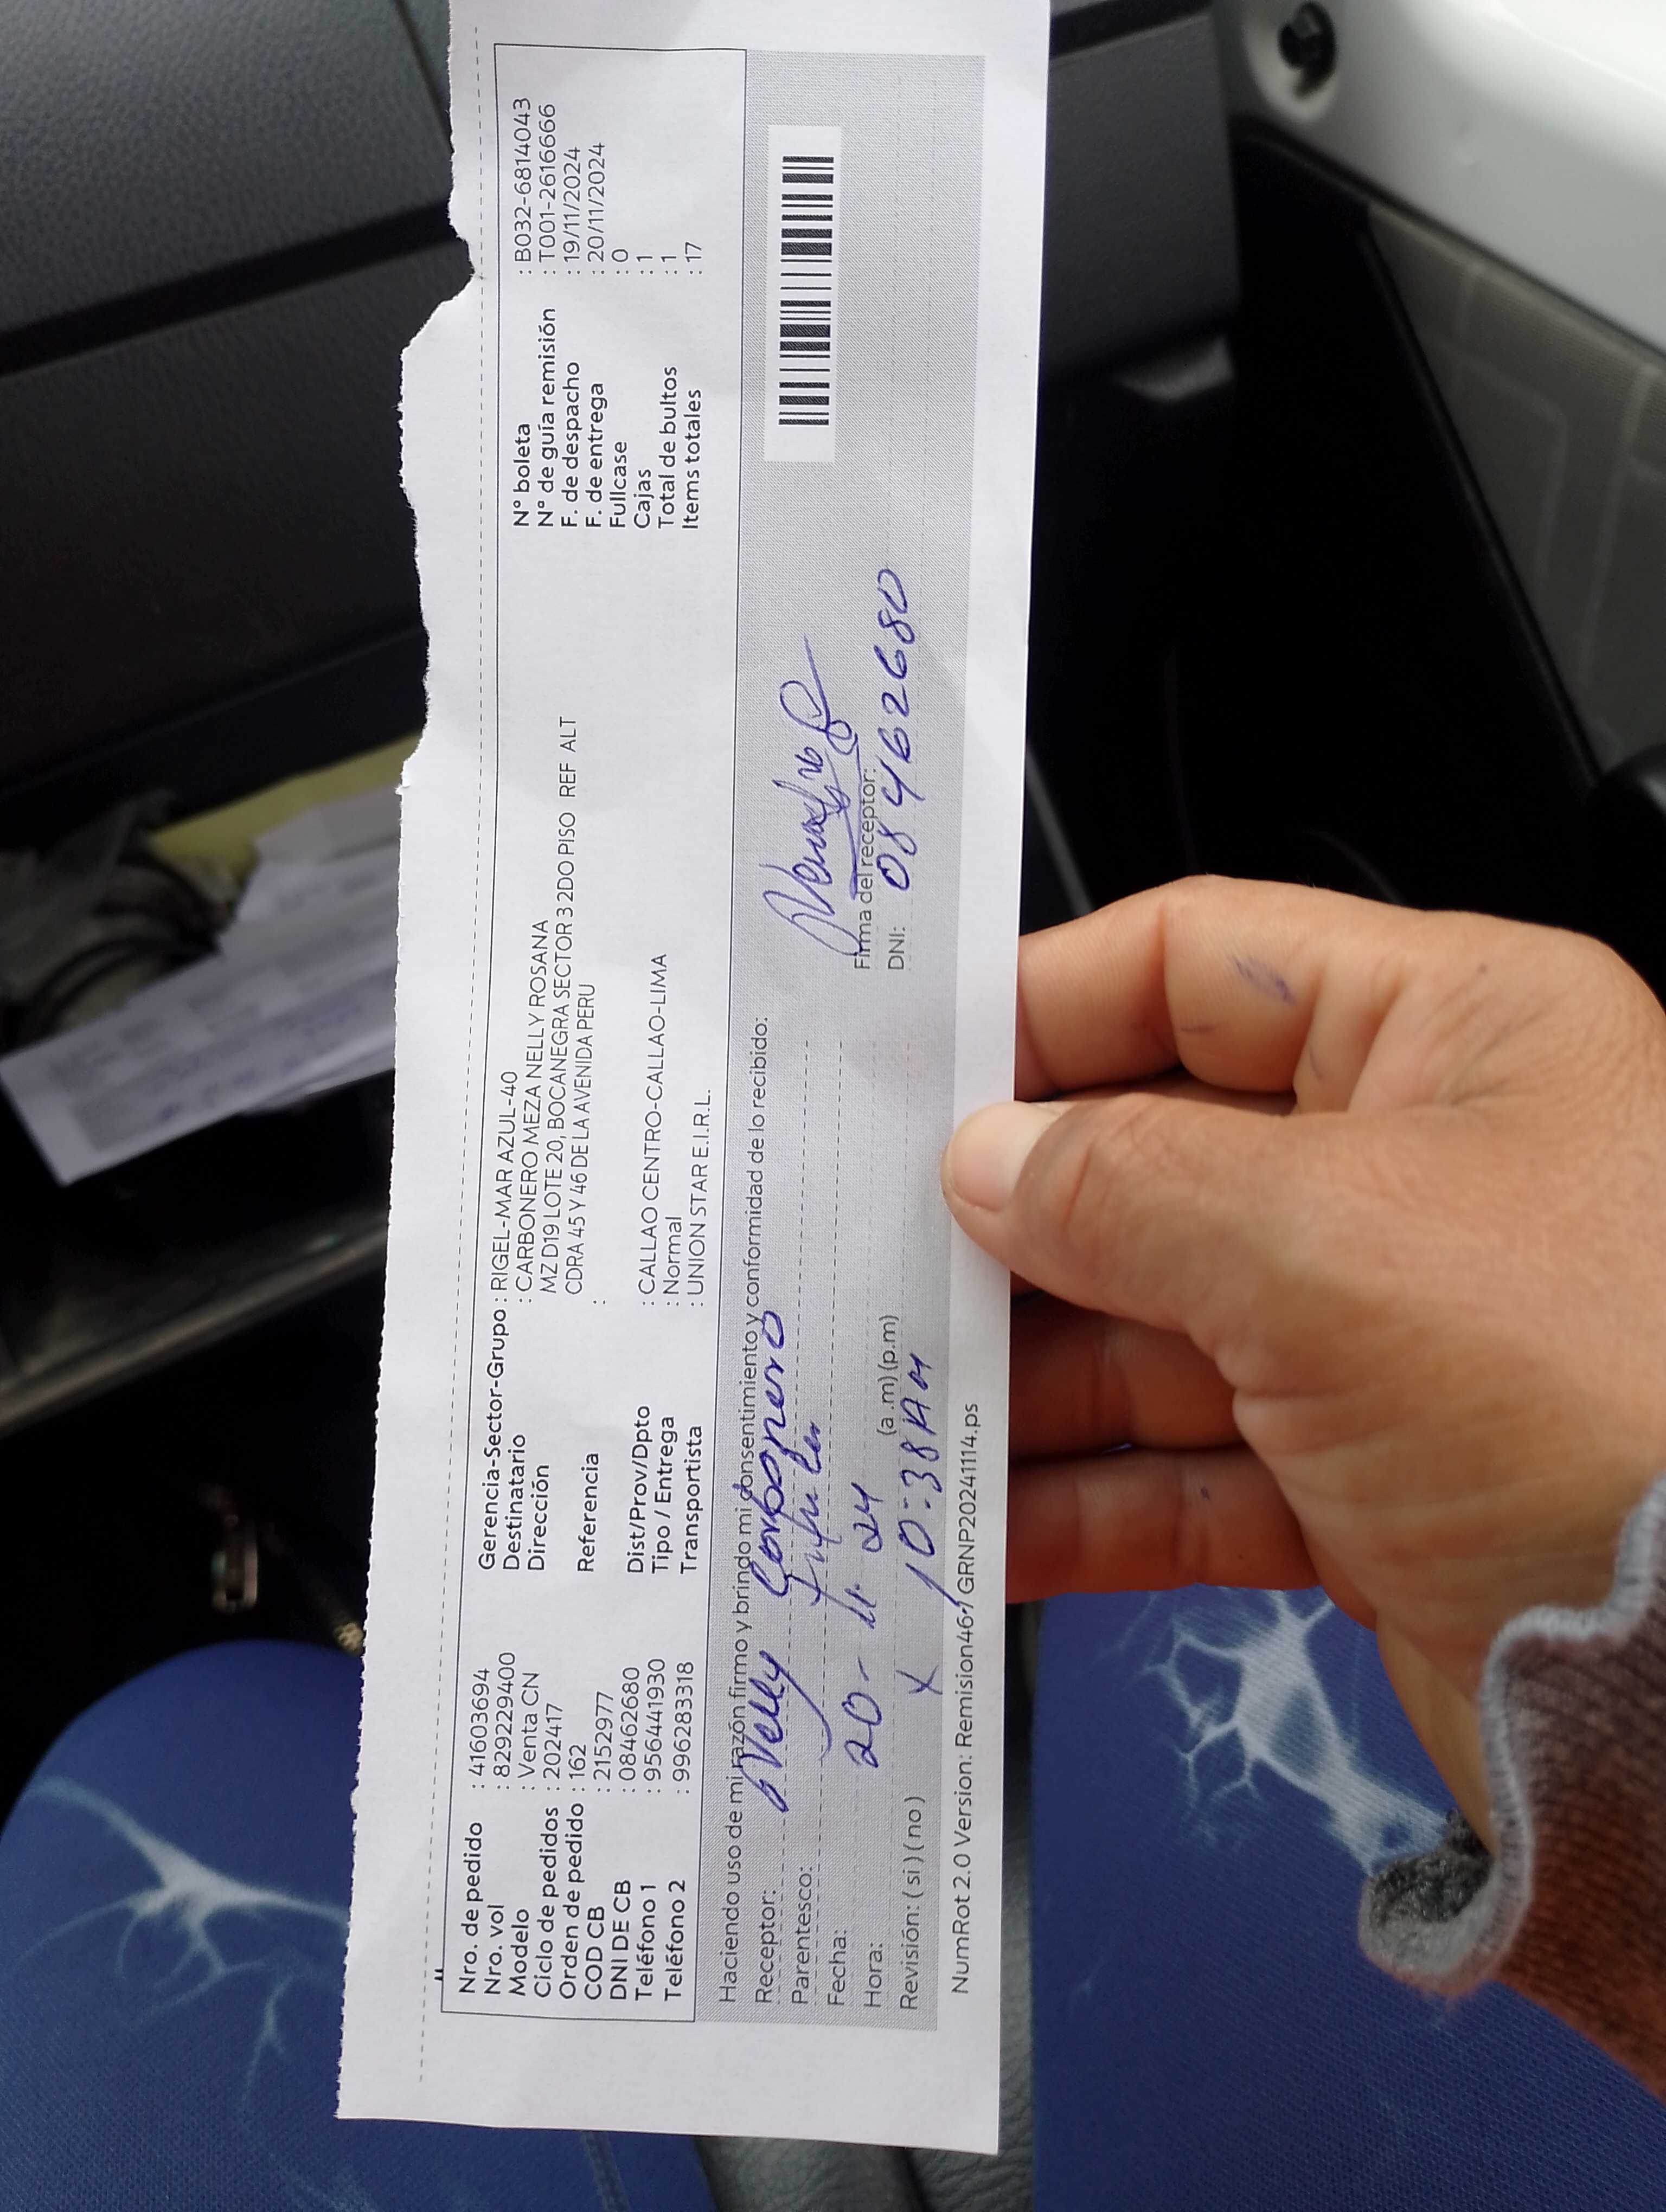 Nro. de pedido : 41603694
Nro. vol : 829229400
Modelo : Venta CN
Ciclo de pedidos : 202417
Orden de pedido : 162
COD CB : 2152977
DNI DE CB : 08462680
Teléfono 1 : 956441930
Teléfono 2 : 996283318
Gerencia-Sector-Grupo : RIGEL-MAR AZUL-40
Destinatario : CARBONERO MEZA NELLY ROSANA
Dirección MZ D19 LOTE 20, BOCANEGRA SECTOR 3 2DO PISO REF ALT
CDRA 45 Y 46 DE LA AVENIDA PERU
Referencia :
Dist/Prov/Dpto : CALLAO CENTRO-CALLAO-LIMA
Tipo / Entrega : Normal
Transportista : UNION STAR E.I.R.L.
N° boleta : B032-6814043
N° de guía remisión : T001-2616666
F. de despacho : 19/11/2024
F. de entrega : 20/11/2024
Fullcase : 0
Cajas : 1
Total de bultos : 1
Items totales : 17
Haciendo uso de mi razón firmo y brindo mi consentimiento y conformidad de lo recibido:
Receptor: Nelly Carbonero
Parentesco:
Fecha: 20-11-24
Hora: 10:38 AM (a.m) (p.m)
Revisión: ( si ) ( no ) X
Firma del receptor:
DNI: 08462680
NumRot 2.0 Version: Remision46.1 GRNP20241114.ps